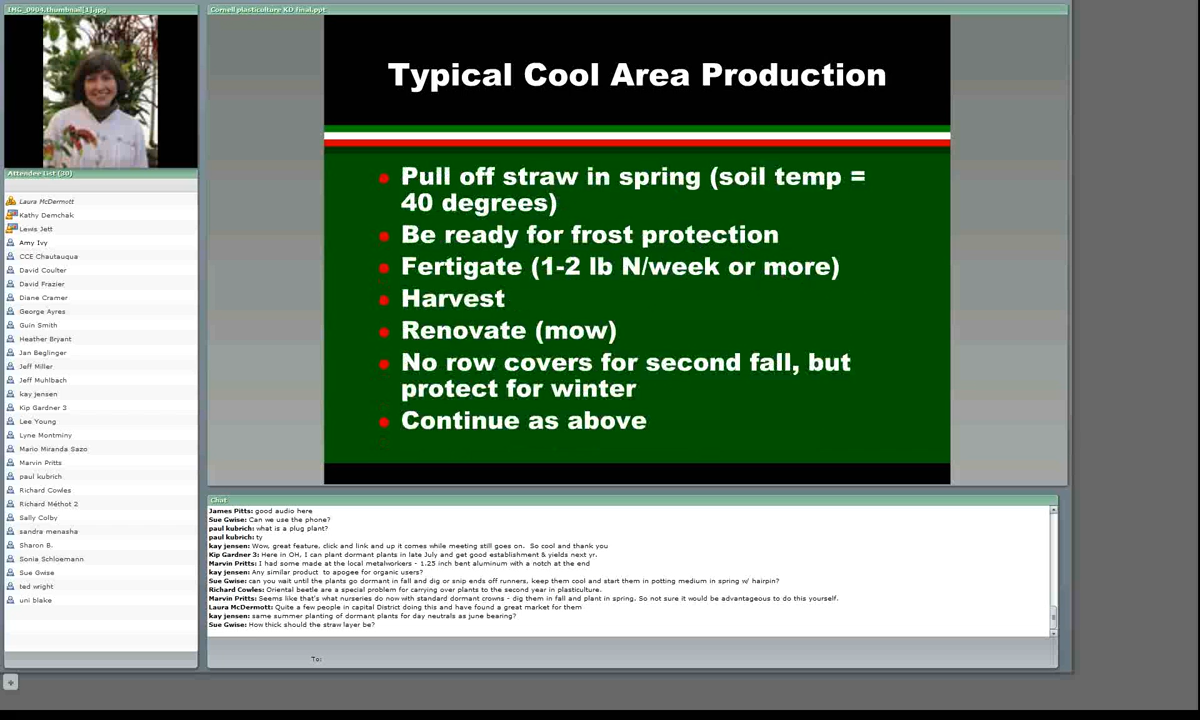 IMG_0904.thumbnail[1].jpg
Cornell plasticulture KD final.ppt
Typical Cool Area Production
Pull off straw in spring (soil temp =
40 degrees)
Be ready for frost protection
Fertigate (1-2 lb N/week or more)
Harvest
Renovate (mow)
No row covers for second fall, but
protect for winter
Continue as above
Attendee List (30)
Laura McDermott
Kathy Demchak
Lewis Jett
Amy Ivy
CCE Chautauqua
David Coulter
David Frazier
Diane Cramer
George Ayres
Guin Smith
Heather Bryant
Jan Beglinger
Jeff Miller
Jeff Muhlbach
kay jensen
Kip Gardner 3
Lee Young
Lyne Montminy
Mario Miranda Sazo
Marvin Pritts
paul kubrich
Richard Cowles
Richard Méthot 2
Sally Colby
sandra menasha
Sharon B.
Sonia Schloemann
Sue Gwise
ted wright
uni blake
Chat
James Pitts: good audio here
Sue Gwise: Can we use the phone?
paul kubrich: what is a plug plant?
paul kubrich: ty
kay jensen: Wow, great feature, click and link and up it comes while meeting still goes on. So cool and thank you
Kip Gardner 3: Here in OH, I can plant dormant plants in late July and get good establishment & yields next yr.
Marvin Pritts: I had some made at the local metalworkers - 1.25 inch bent aluminum with a notch at the end
kay jensen: Any similar product to apogee for organic users?
Sue Gwise: can you wait until the plants go dormant in fall and dig or snip ends off runners, keep them cool and start them in potting medium in spring w/ hairpin?
Richard Cowles: Oriental beetle are a special problem for carrying over plants to the second year in plasticulture.
Marvin Pritts: Seems like that's what nurseries do now with standard dormant crowns - dig them in fall and plant in spring. So not sure it would be advantageous to do this yourself.
Laura McDermott: Quite a few people in capital District doing this and have found a great market for them
kay jensen: same summer planting of dormant plants for day neutrals as june bearing?
Sue Gwise: How thick should the straw layer be?
To: